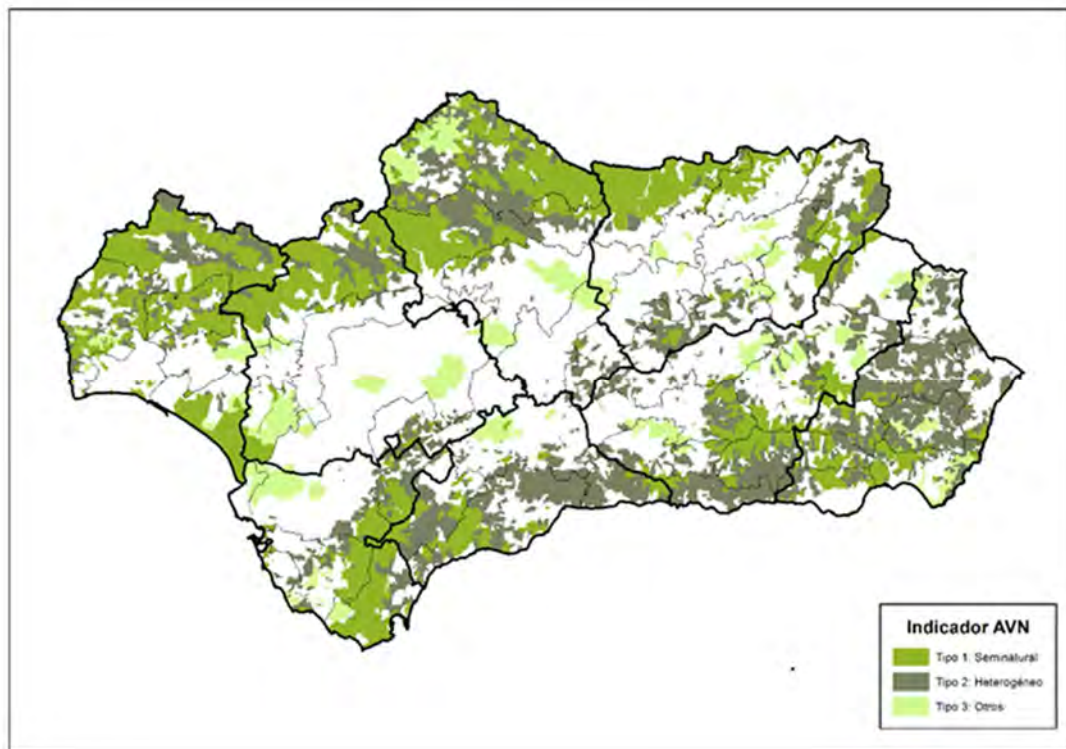 Indicador AVN
Tipo 1: Seminatural
Tipo 2: Heterogéneo
Tipo 3: Otros